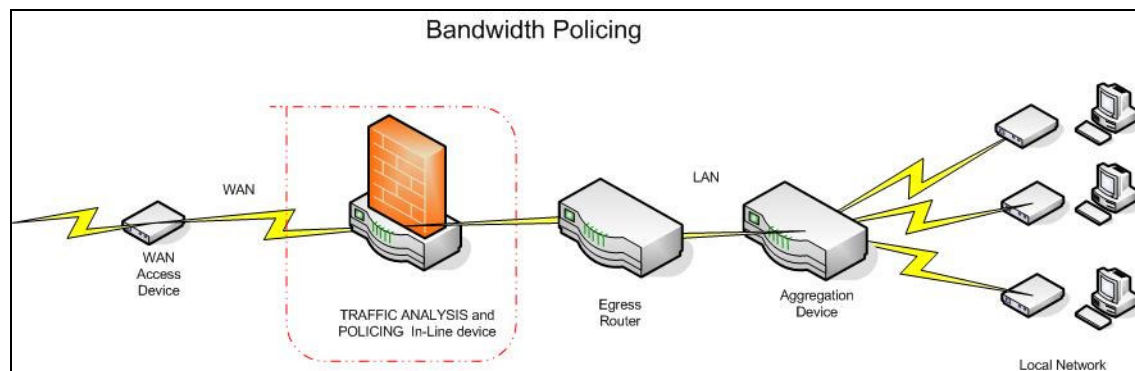 Bandwidth Policing
WAN
LAN
WAN
Access
Device
TRAFFIC ANALYSIS and
POLICING In-Line device
Egress
Router
Aggregation
Device
Local Network